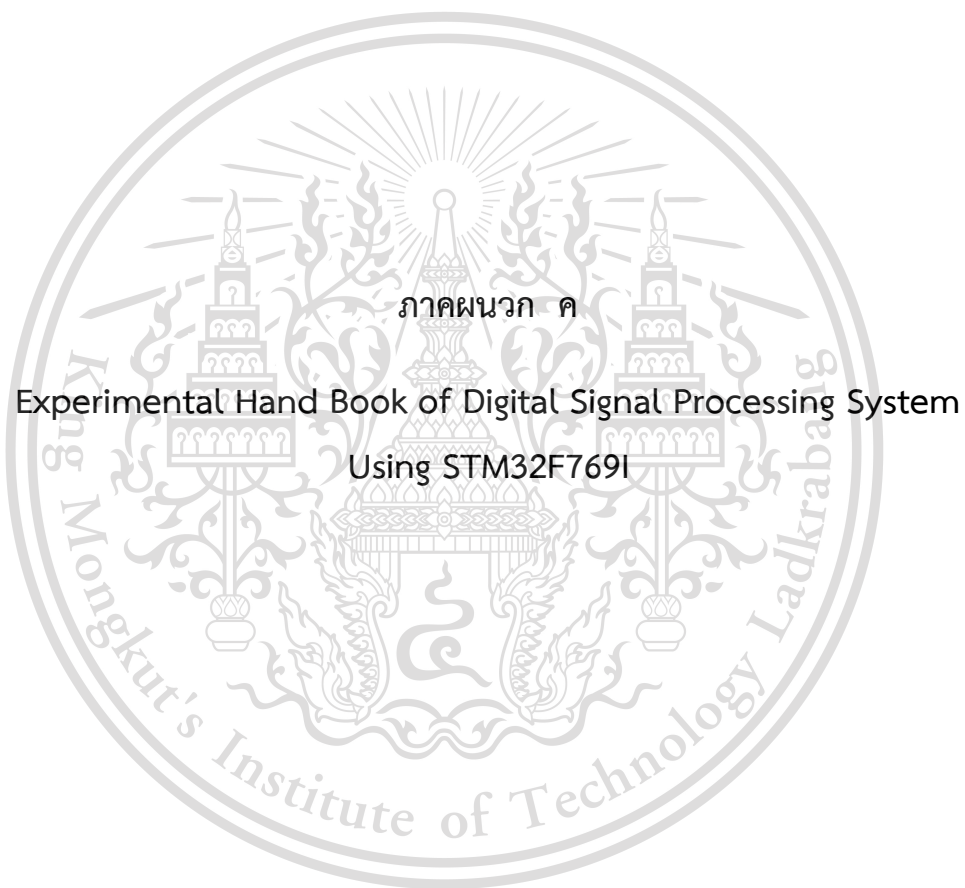 ภาคผนวก ค
Experimental Hand Book of Digital Signal Processing System
Using STM32F769I
King Mongkut's Institute of Technology Ladkrabang